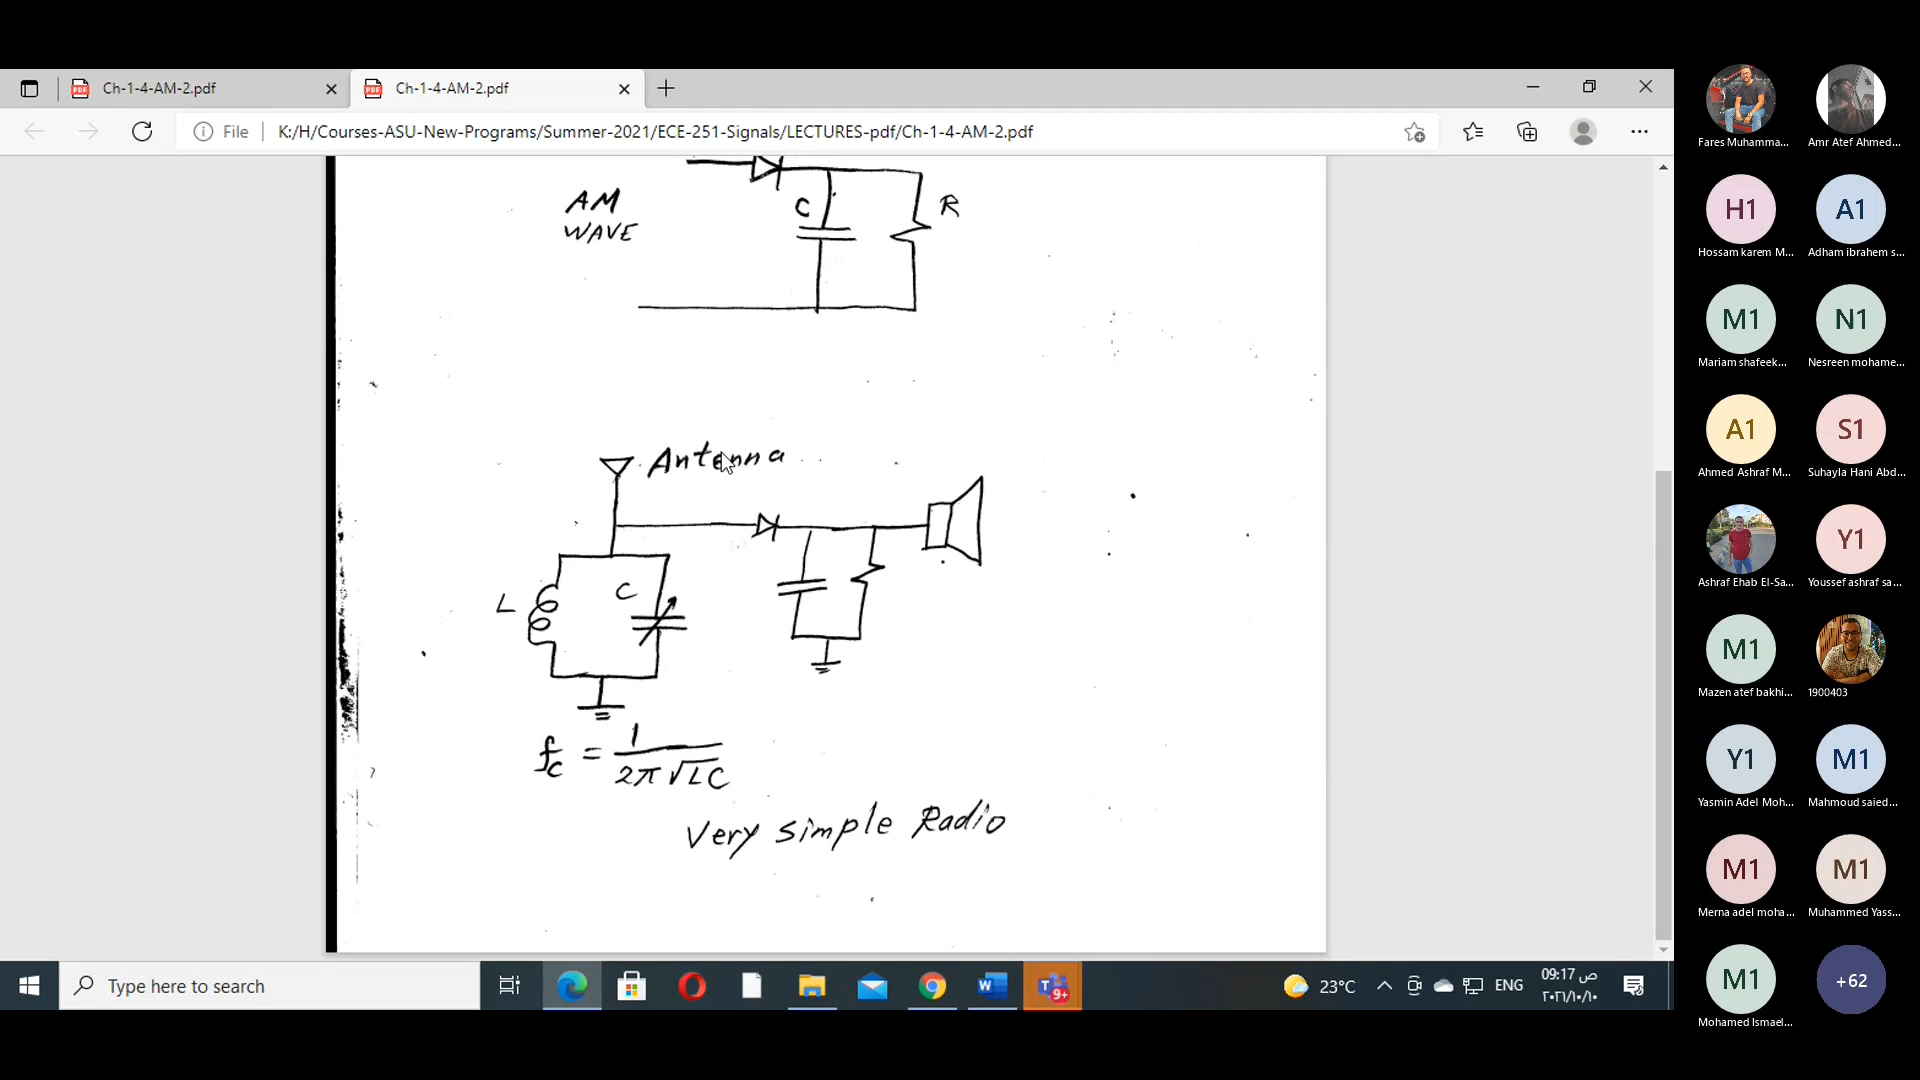 Ch-1-4-AM-2.pdf
Ch-1-4-AM-2.pdf
File
K:/H/Courses-ASU-New-Programs/Summer-2021/ECE-251-Signals/LECTURES-pdf/Ch-1-4-AM-2.pdf
AM
WAVE
C
R
Antenna
L
C
fc = 1
2π√LC
Very simple Radio
Fares Muhamma...
Amr Atef Ahmed...
H1
A1
Hossam karem M...
Adham ibrahem s...
M1
N1
Mariam shafeek...
Nesreen mohame...
A1
S1
Ahmed Ashraf M...
Suhayla Hani Abd...
Y1
Ashraf Ehab El-Sa...
Youssef ashraf sa...
M1
Mazen atef bakhi...
1900403
Y1
M1
Yasmin Adel Moh...
Mahmoud saied...
M1
M1
Merna adel moha...
Muhammed Yass...
M1
+62
Mohamed Ismael...
Type here to search
9+
23°C
ENG
09:17 ص
٢٠٢١/١٠/١٠